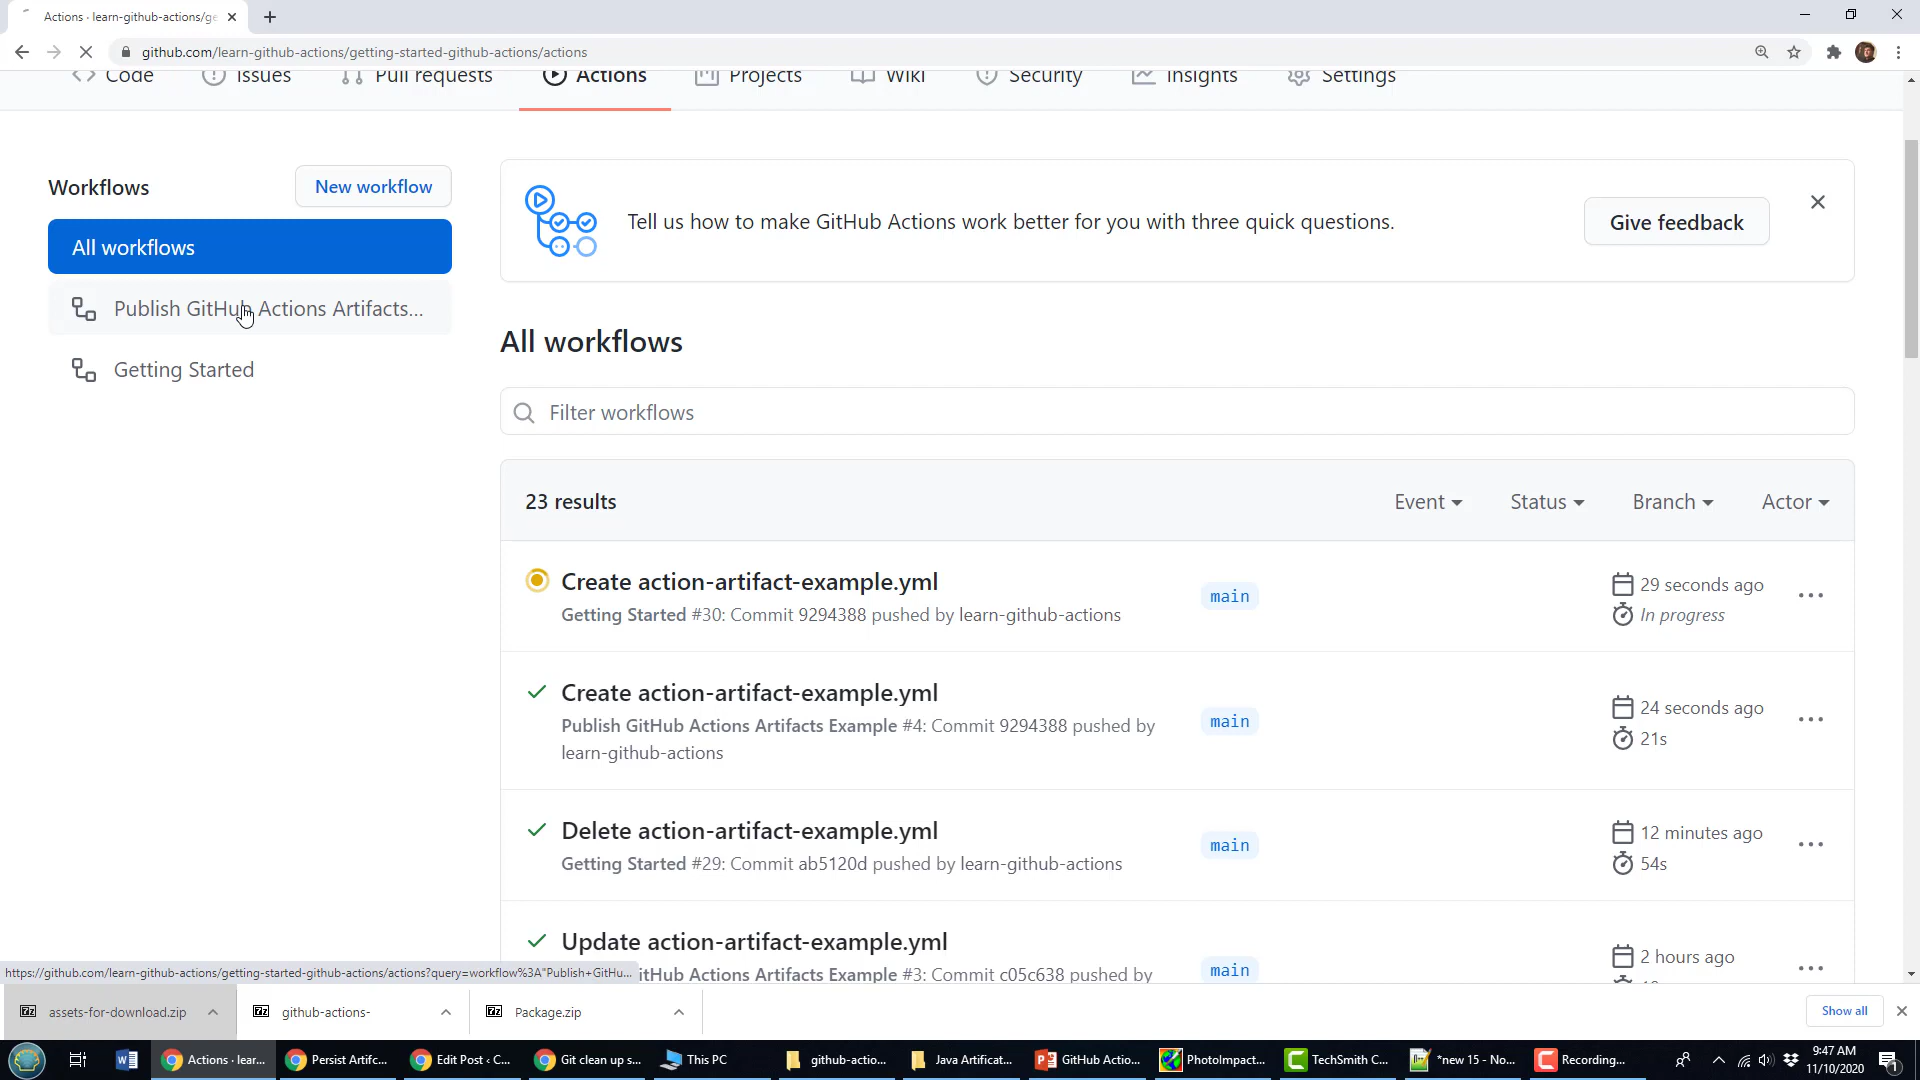 Actions · learn-github-actions/ge
github.com/learn-github-actions/getting-started-github-actions/actions
Code Issues Pull requests Actions Projects Wiki Security Insights Settings
Workflows
New workflow
All workflows
Publish GitHub Actions Artifacts...
Getting Started
Tell us how to make GitHub Actions work better for you with three quick questions.
Give feedback
All workflows
Filter workflows
23 results
Event Status Branch Actor
Create action-artifact-example.yml
Getting Started #30: Commit 9294388 pushed by learn-github-actions
main
29 seconds ago
In progress
Create action-artifact-example.yml
Publish GitHub Actions Artifacts Example #4: Commit 9294388 pushed by
learn-github-actions
main
24 seconds ago
21s
Delete action-artifact-example.yml
Getting Started #29: Commit ab5120d pushed by learn-github-actions
main
12 minutes ago
54s
Update action-artifact-example.yml
itHub Actions Artifacts Example #3: Commit c05c638 pushed by
main
2 hours ago
https://github.com/learn-github-actions/getting-started-github-actions/actions?query=workflow%3A"Publish+GitHu...
assets-for-download.zip
github-actions-
Package.zip
Show all
Actions · lear...
Persist Artifc...
Edit Post ‹ C...
Git clean up s...
This PC
github-actio...
Java Artificat...
GitHub Actio...
PhotoImpact...
TechSmith C...
*new 15 - No...
Recording...
9:47 AM
11/10/2020
1